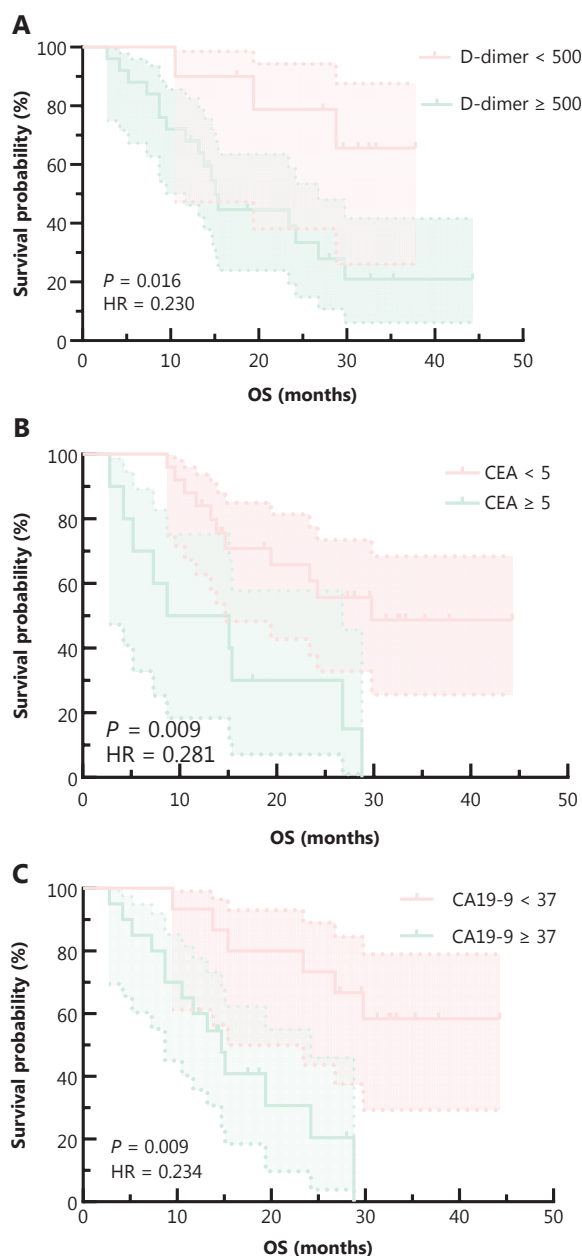 A
100
80
60
40
20
0
Survival probability (%)
D-dimer < 500
D-dimer ≥ 500
P = 0.016
HR = 0.230
0 10 20 30 40 50
OS (months)
B
100
80
60
40
20
0
Survival probability (%)
CEA < 5
CEA ≥ 5
P = 0.009
HR = 0.281
0 10 20 30 40 50
OS (months)
C
100
80
60
40
20
0
Survival probability (%)
CA19-9 < 37
CA19-9 ≥ 37
P = 0.009
HR = 0.234
0 10 20 30 40 50
OS (months)